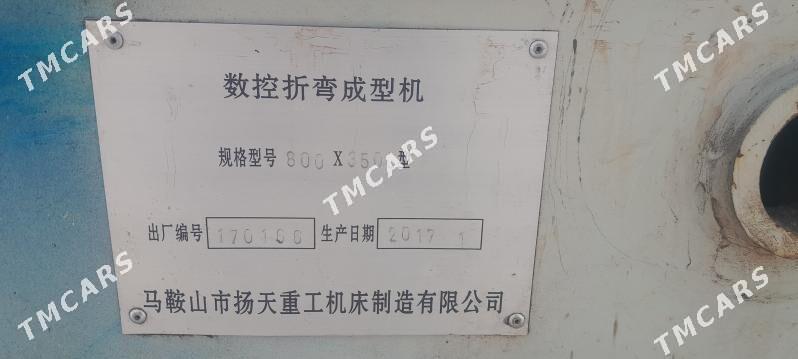 TMCARS
TMCARS
数控折弯成型机
规格型号 800 X 350 型
TMCARS
出厂编号 170106 生产日期 2017 1
马鞍山市扬天重工机床制造有限公司
TMCARS
TMCARS